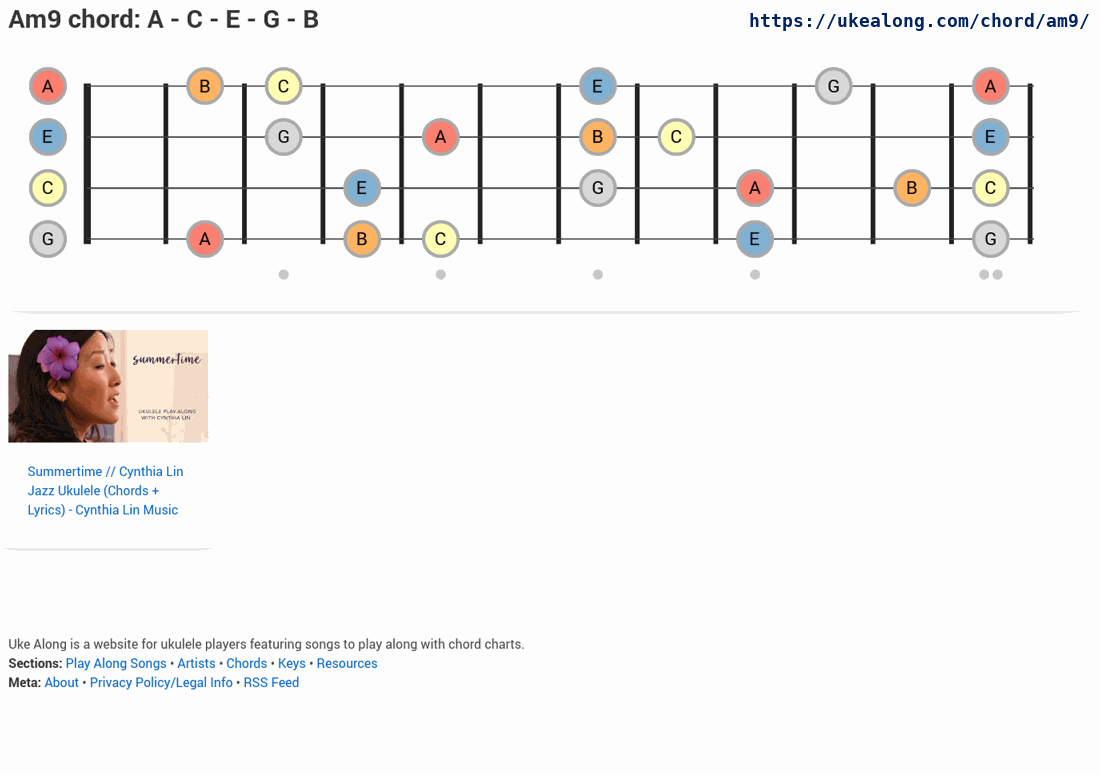 Am9 chord: A - C - E - G - B
https://ukealong.com/chord/am9/
A B C E G A
E G A B C E
C E G A B C
G A B C E G
summertime
UKULELE PLAY-ALONG
WITH CYNTHIA LIN
Summertime // Cynthia Lin
Jazz Ukulele (Chords +
Lyrics) - Cynthia Lin Music
Uke Along is a website for ukulele players featuring songs to play along with chord charts.
Sections: Play Along Songs • Artists • Chords • Keys • Resources
Meta: About • Privacy Policy/Legal Info • RSS Feed